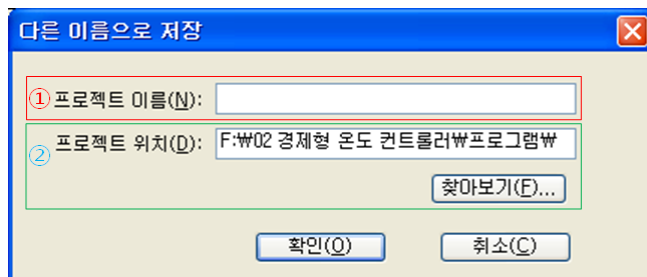 다른 이름으로 저장
① 프로젝트 이름(N):
② 프로젝트 위치(D): F:₩02 경제형 온도 컨트롤러₩프로그램₩
찾아보기(F)...
확인(O) 취소(C)